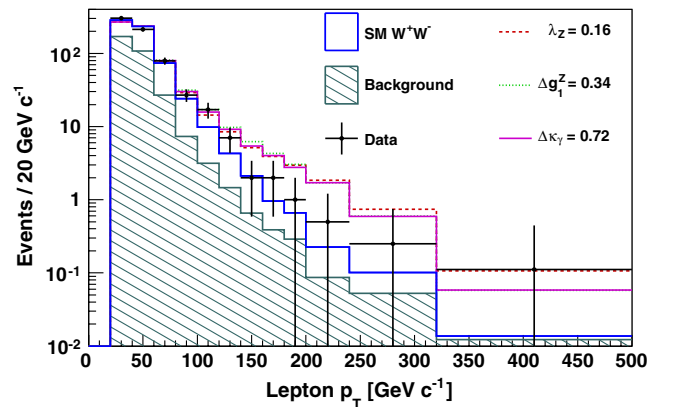 Events / 20 GeV c⁻¹
10²
10
1
10⁻¹
10⁻²
SM W⁺W⁻
Background
Data
λ_Z = 0.16
Δg₁^Z = 0.34
Δκ_γ = 0.72
0 50 100 150 200 250 300 350 400 450 500
Lepton p_T [GeV c⁻¹]